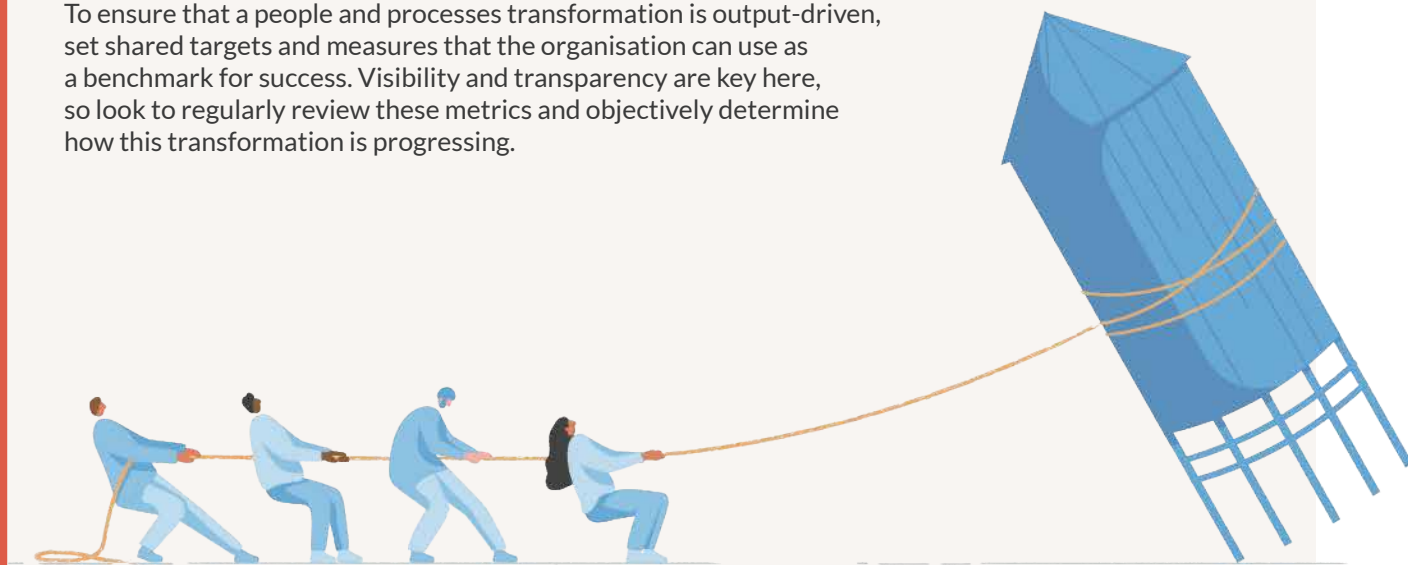 To ensure that a people and processes transformation is output-driven,
set shared targets and measures that the organisation can use as
a benchmark for success. Visibility and transparency are key here,
so look to regularly review these metrics and objectively determine
how this transformation is progressing.